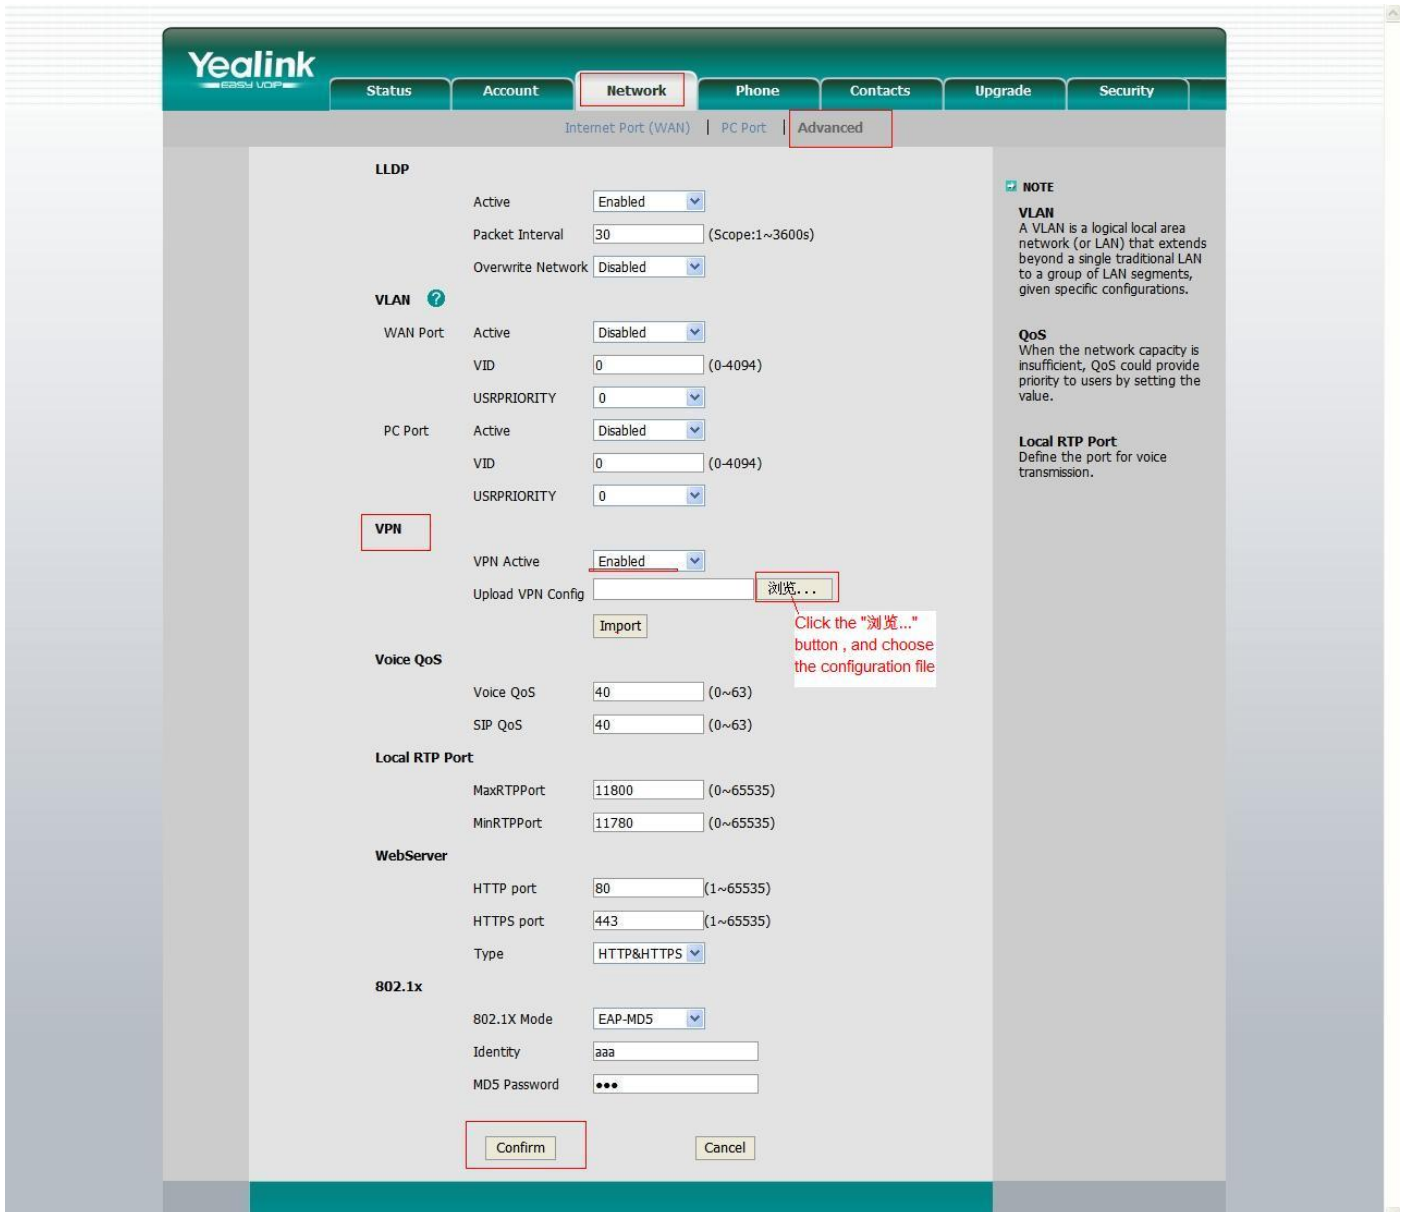 Yealink
EASY VOIP
Status Account Network Phone Contacts Upgrade Security
Internet Port (WAN) | PC Port | Advanced
LLDP
Active Enabled
Packet Interval 30 (Scope:1~3600s)
Overwrite Network Disabled
VLAN ?
WAN Port Active Disabled
VID 0 (0-4094)
USRPRIORITY 0
PC Port Active Disabled
VID 0 (0-4094)
USRPRIORITY 0
VPN
VPN Active Enabled
Upload VPN Config 浏览...
Import
Click the "浏览..."
button , and choose
the configuration file
Voice QoS
Voice QoS 40 (0~63)
SIP QoS 40 (0~63)
Local RTP Port
MaxRTPPort 11800 (0~65535)
MinRTPPort 11780 (0~65535)
WebServer
HTTP port 80 (1~65535)
HTTPS port 443 (1~65535)
Type HTTP&HTTPS
802.1x
802.1X Mode EAP-MD5
Identity aaa
MD5 Password ●●●
Confirm Cancel
NOTE
VLAN
A VLAN is a logical local area
network (or LAN) that extends
beyond a single traditional LAN
to a group of LAN segments,
given specific configurations.
QoS
When the network capacity is
insufficient, QoS could provide
priority to users by setting the
value.
Local RTP Port
Define the port for voice
transmission.